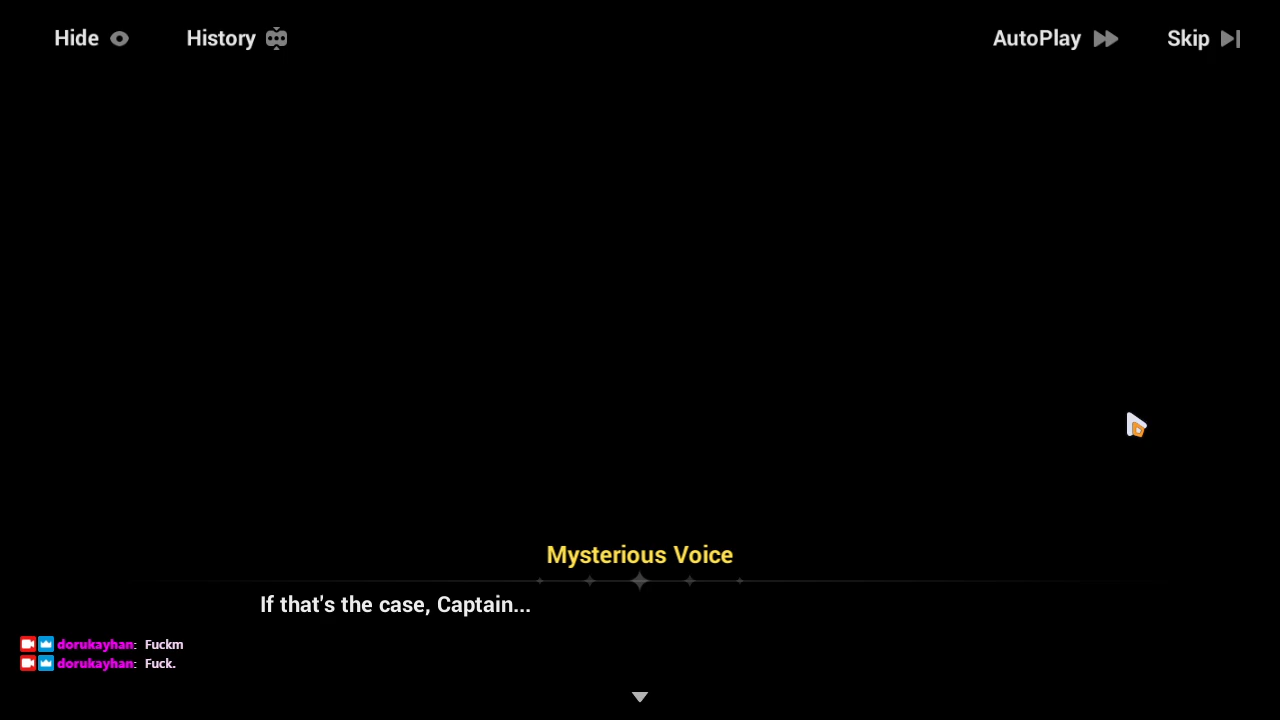 Hide
History
AutoPlay
Skip
Mysterious Voice
If that's the case, Captain...
dorukayhan: Fuckm
dorukayhan: Fuck.